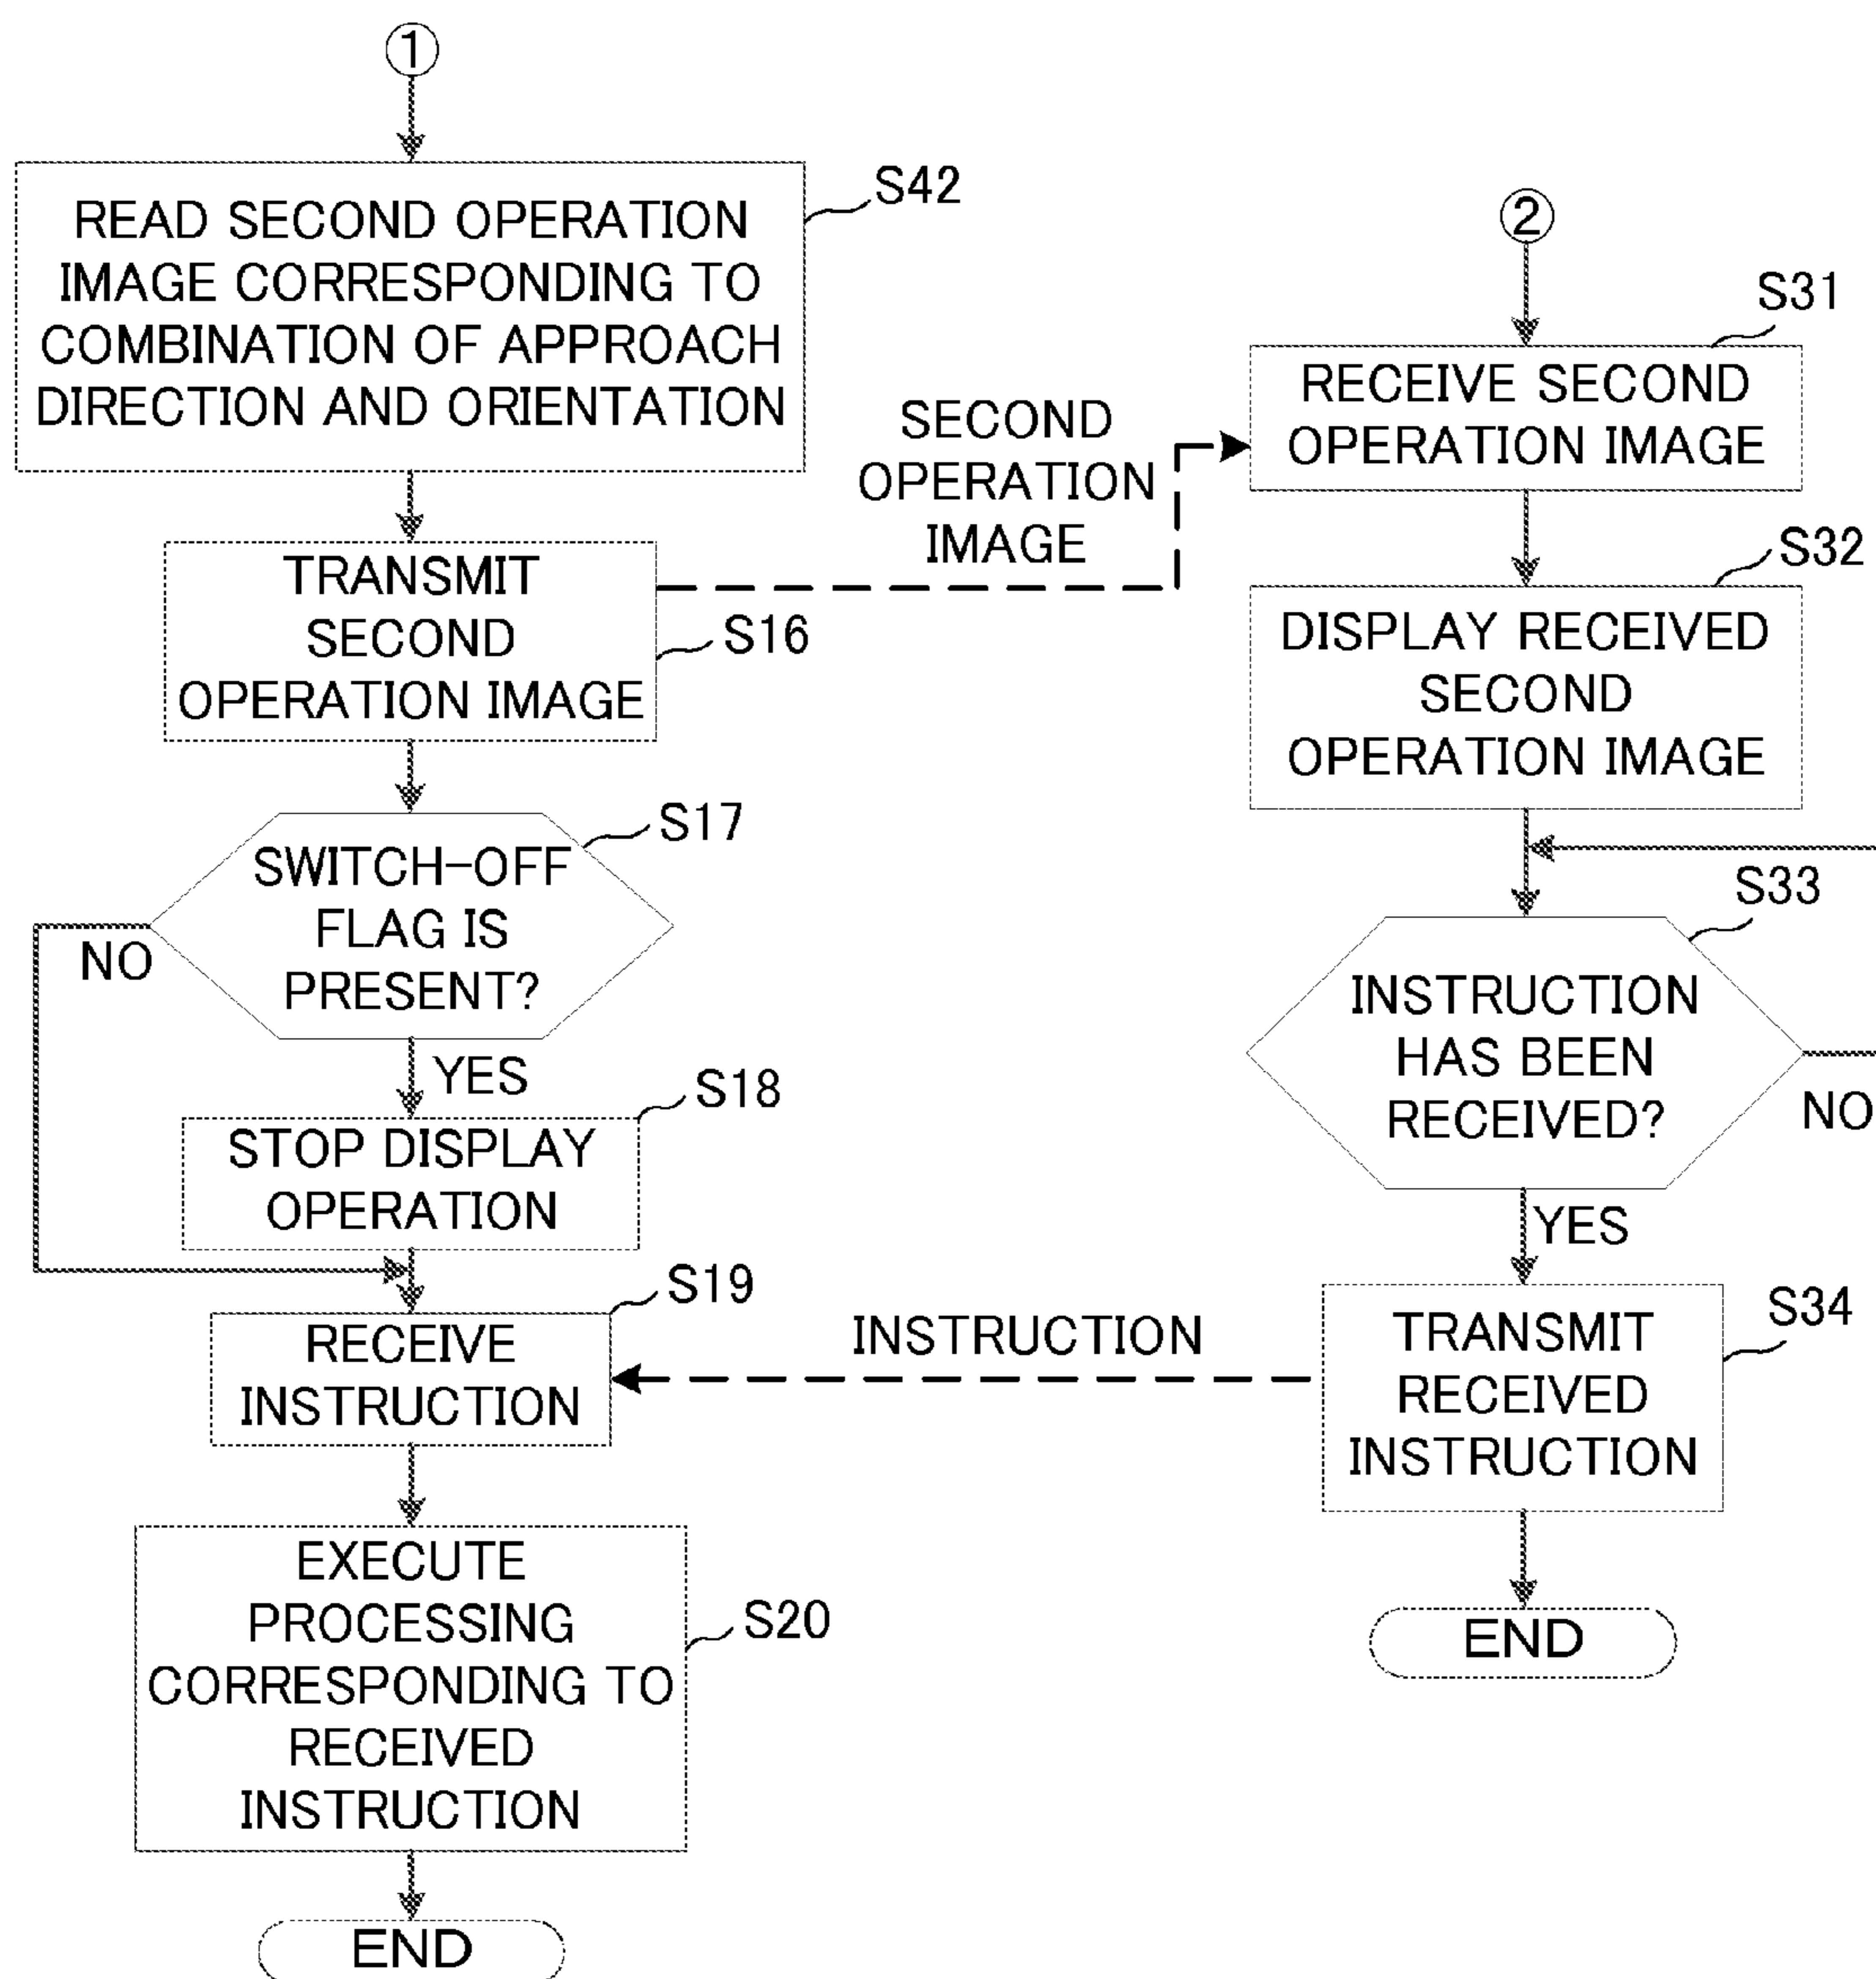 ①
READ SECOND OPERATION
IMAGE CORRESPONDING TO
COMBINATION OF APPROACH
DIRECTION AND ORIENTATION
S42
TRANSMIT
SECOND
OPERATION IMAGE
S16
SECOND
OPERATION
IMAGE
SWITCH-OFF
FLAG IS
PRESENT?
S17
NO
YES
STOP DISPLAY
OPERATION
S18
RECEIVE
INSTRUCTION
S19
INSTRUCTION
EXECUTE
PROCESSING
CORRESPONDING TO
RECEIVED
INSTRUCTION
S20
END
②
S31
RECEIVE SECOND
OPERATION IMAGE
S32
DISPLAY RECEIVED
SECOND
OPERATION IMAGE
S33
INSTRUCTION
HAS BEEN
RECEIVED?
NO
YES
S34
TRANSMIT
RECEIVED
INSTRUCTION
END